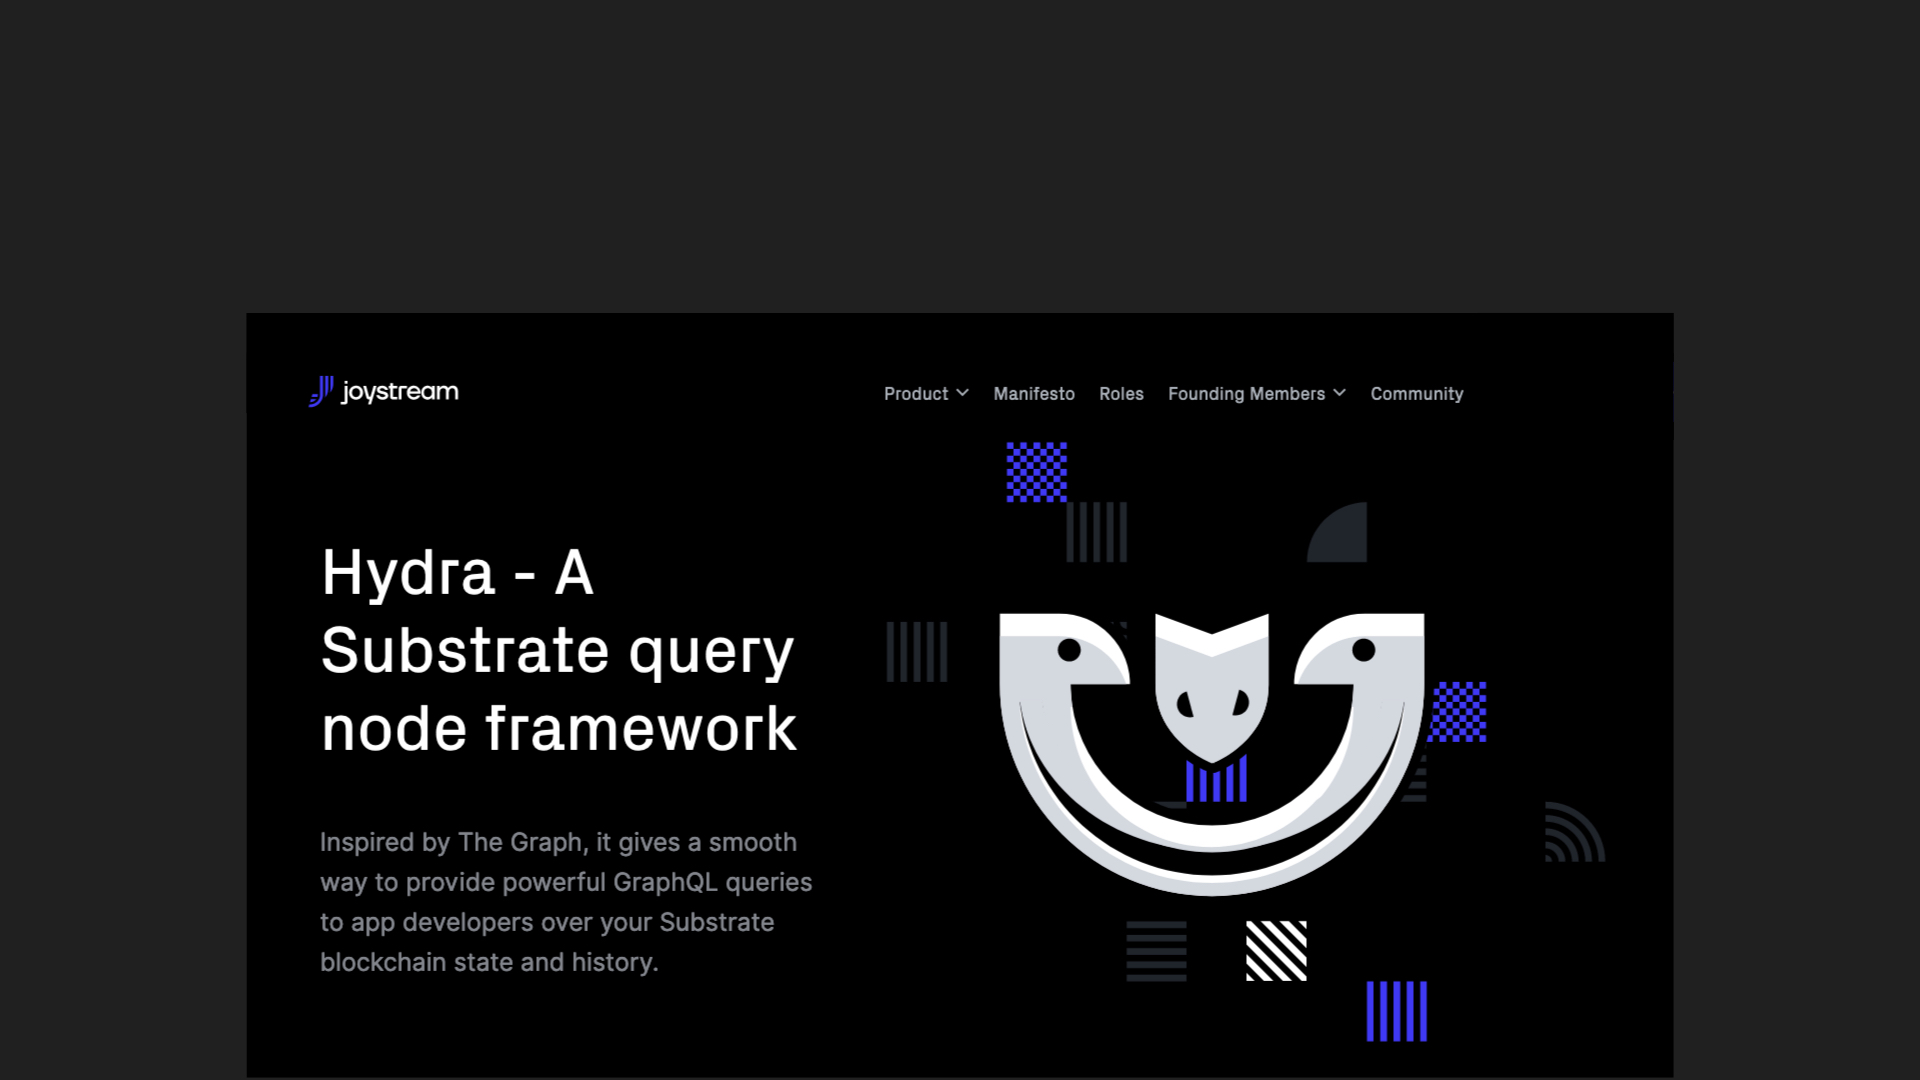 joystream
Product Manifesto Roles Founding Members Community
Hydra - A
Substrate query
node framework
Inspired by The Graph, it gives a smooth
way to provide powerful GraphQL queries
to app developers over your Substrate
blockchain state and history.